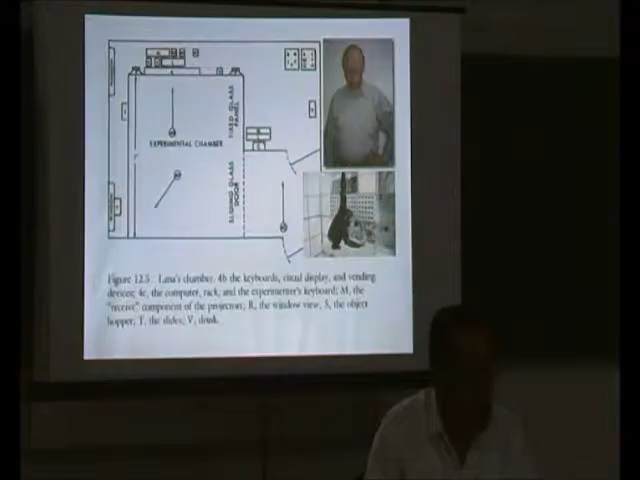 FIXED GLASS
PANEL
EXPERIMENTAL CHAMBER
SLIDING GLASS
DOOR
Figure 12.5 Lana's chamber. 4b the keyboards, visual display, and vending
devices; 4c, the computer, rack, and the experimenter's keyboard; M, the
"receive" component of the projectors; R, the window view, S, the object
hopper; T, the slides, V, drink.